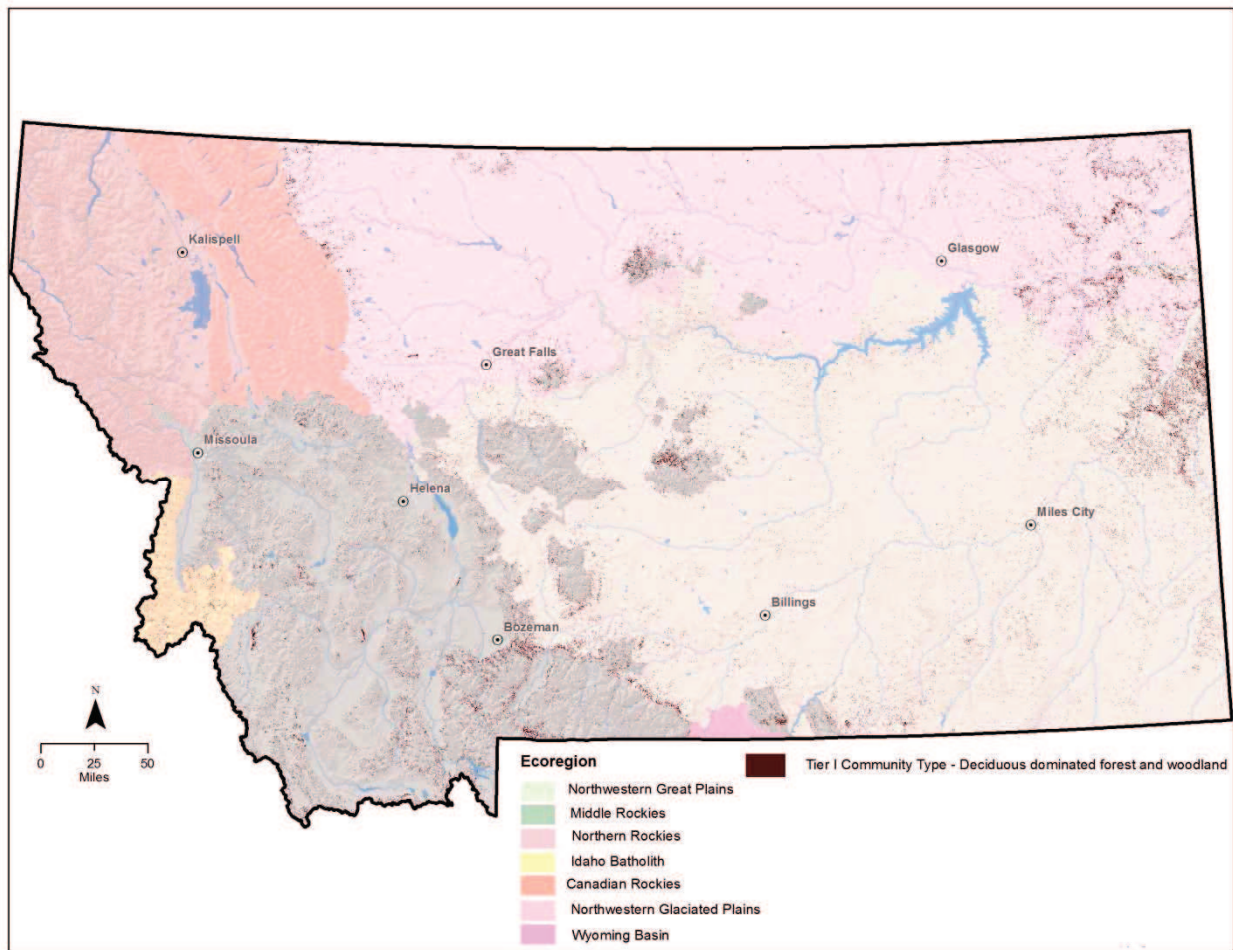 Kalispell
Glasgow
Great Falls
Missoula
Helena
Miles City
Billings
Bozeman
N
0 25 50
Miles
Ecoregion
Northwestern Great Plains
Middle Rockies
Northern Rockies
Idaho Batholith
Canadian Rockies
Northwestern Glaciated Plains
Wyoming Basin
Tier I Community Type - Deciduous dominated forest and woodland